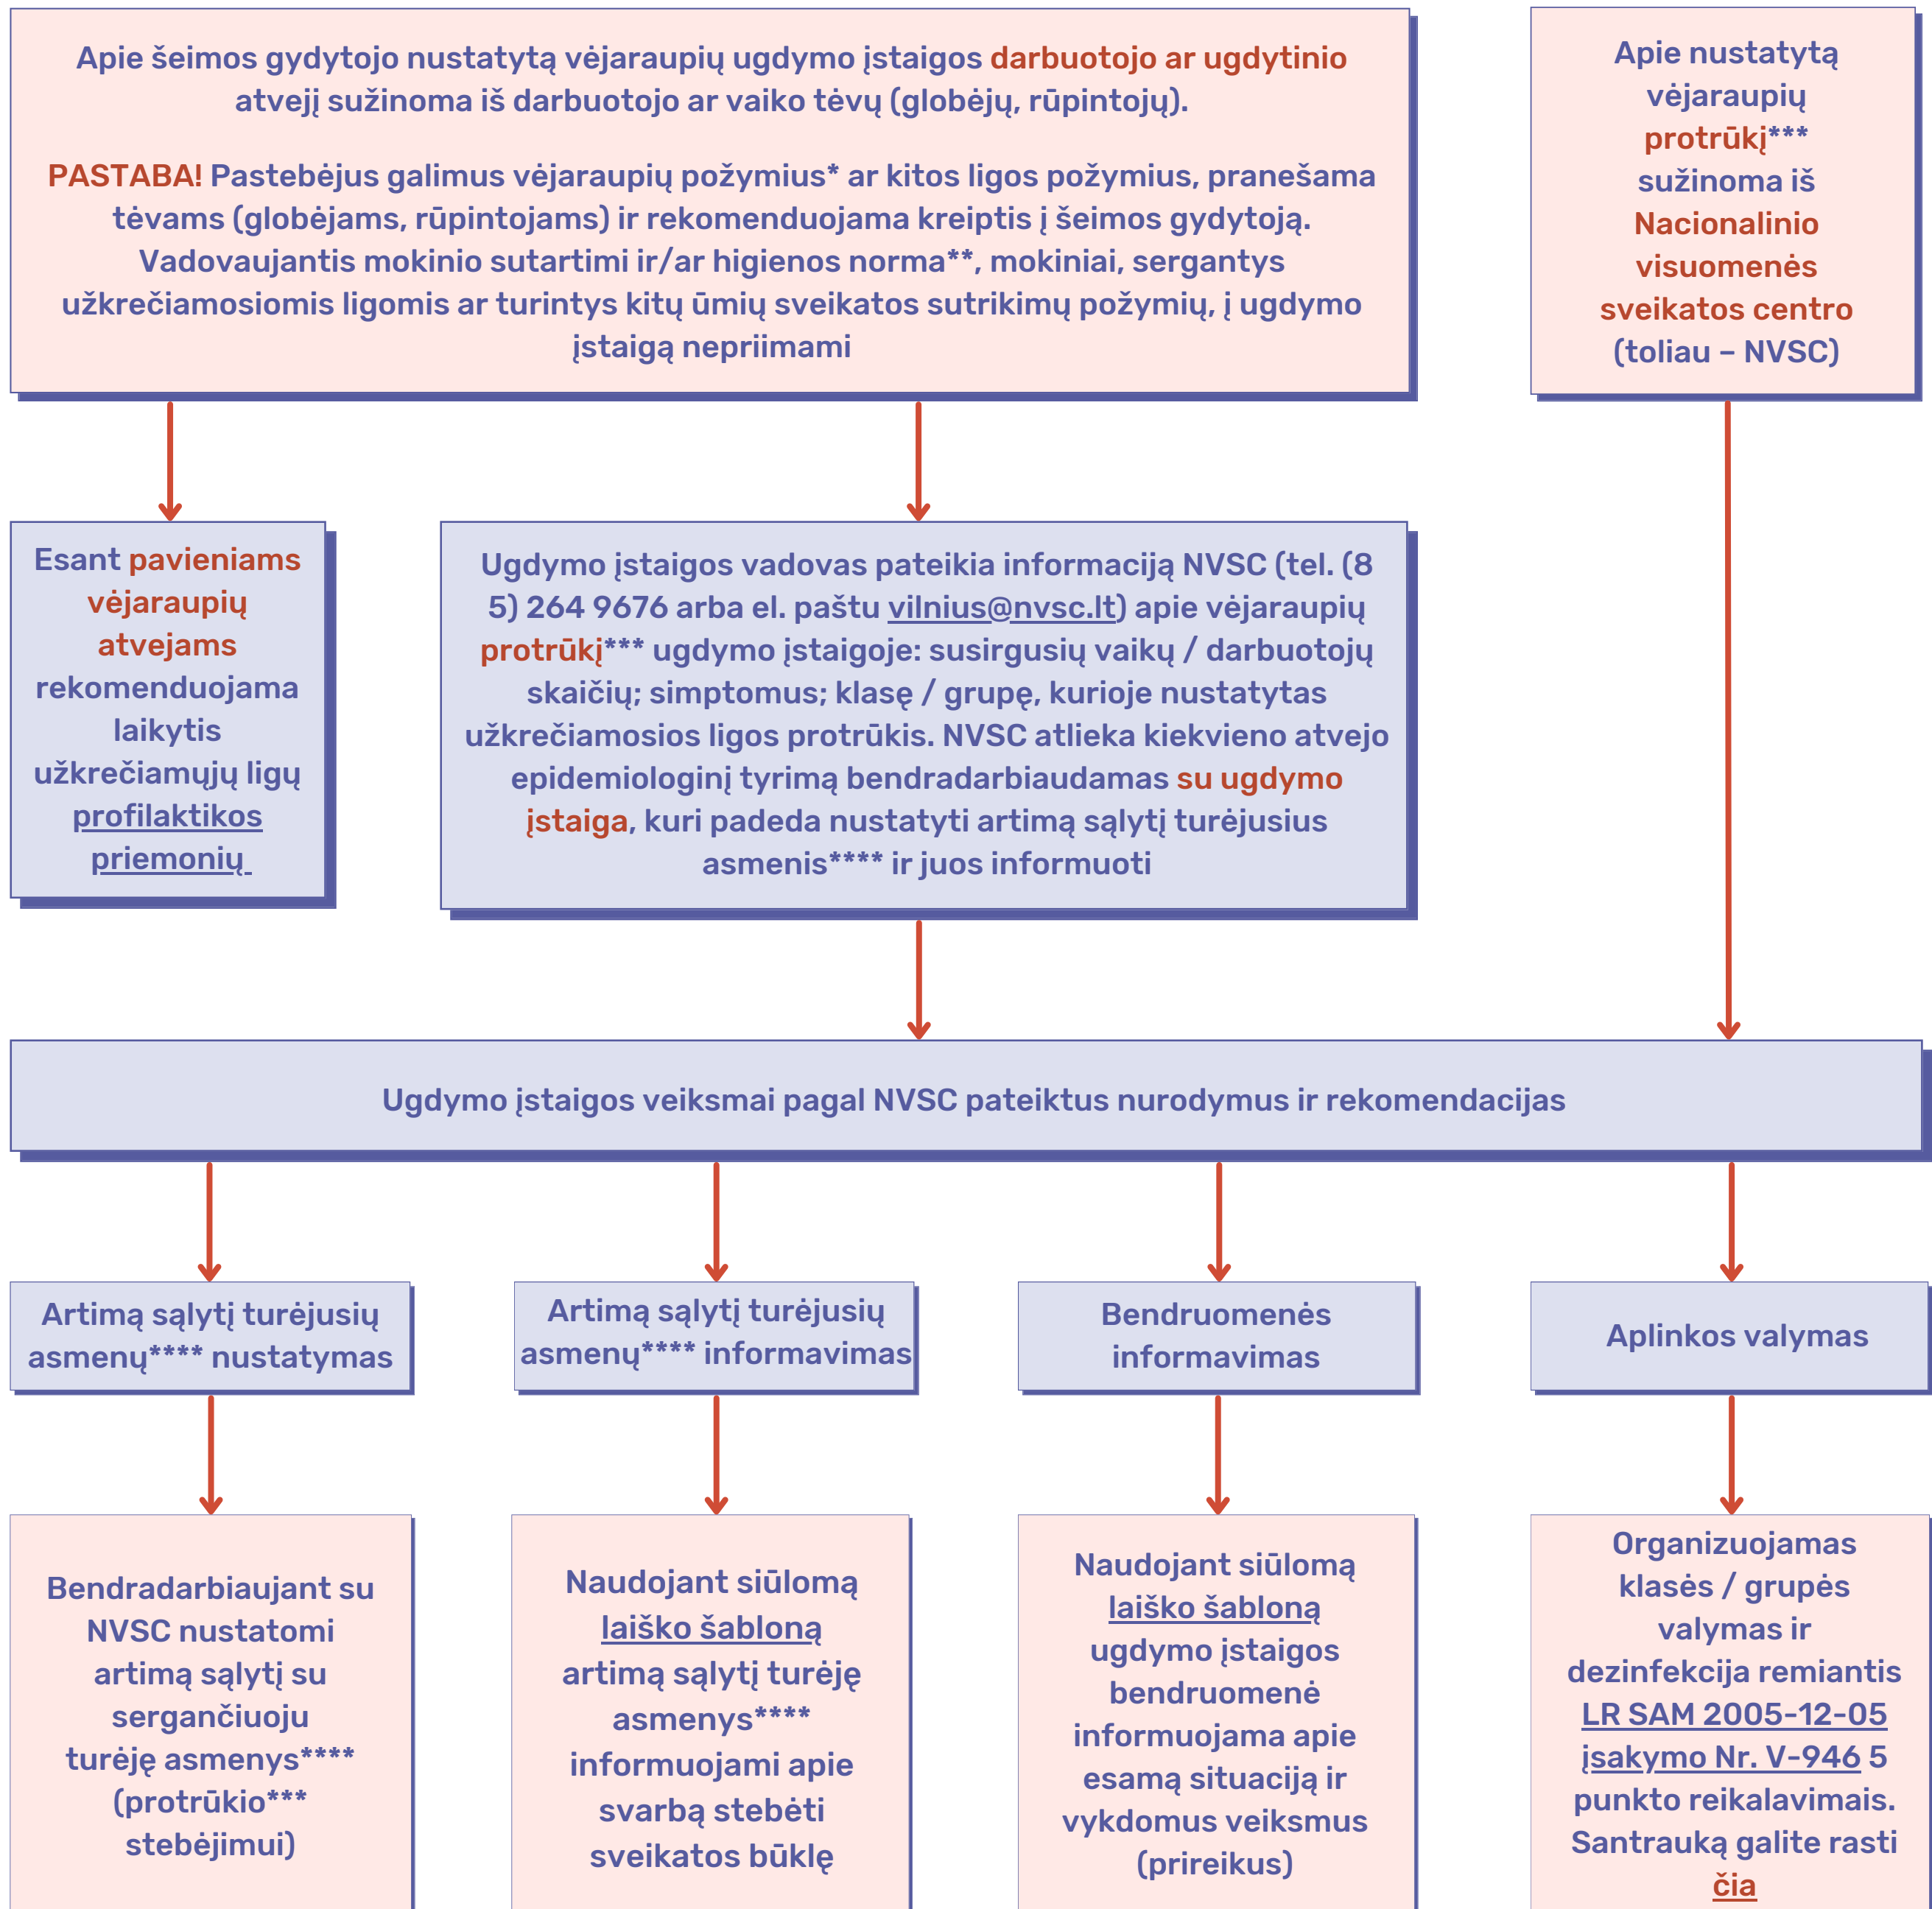 Apie šeimos gydytojo nustatytą vėjaraupių ugdymo įstaigos darbuotojo ar ugdytinio
atvejį sužinoma iš darbuotojo ar vaiko tėvų (globėjų, rūpintojų).
PASTABA! Pastebėjus galimus vėjaraupių požymius* ar kitos ligos požymius, pranešama
tėvams (globėjams, rūpintojams) ir rekomenduojama kreiptis į šeimos gydytoją.
Vadovaujantis mokinio sutartimi ir/ar higienos norma**, mokiniai, sergantys
užkrečiamosiomis ligomis ar turintys kitų ūmių sveikatos sutrikimų požymių, į ugdymo
įstaigą nepriimami
Apie nustatytą
vėjaraupių
protrūkį***
sužinoma iš
Nacionalinio
visuomenės
sveikatos centro
(toliau – NVSC)
Esant pavieniams
vėjaraupių
atvejams
rekomenduojama
laikytis
užkrečiamųjų ligų
profilaktikos
priemonių
Ugdymo įstaigos vadovas pateikia informaciją NVSC (tel. (8
5) 264 9676 arba el. paštu vilnius@nvsc.lt) apie vėjaraupių
protrūkį*** ugdymo įstaigoje: susirgusių vaikų / darbuotojų
skaičių; simptomus; klasę / grupę, kurioje nustatytas
užkrečiamosios ligos protrūkis. NVSC atlieka kiekvieno atvejo
epidemiologinį tyrimą bendradarbiaudamas su ugdymo
įstaiga, kuri padeda nustatyti artimą sąlytį turėjusius
asmenis**** ir juos informuoti
Ugdymo įstaigos veiksmai pagal NVSC pateiktus nurodymus ir rekomendacijas
Artimą sąlytį turėjusių
asmenų**** nustatymas
Artimą sąlytį turėjusių
asmenų**** informavimas
Bendruomenės
informavimas
Aplinkos valymas
Bendradarbiaujant su
NVSC nustatomi
artimą sąlytį su
sergančiuoju
turėję asmenys****
(protrūkio***
stebėjimui)
Naudojant siūlomą
laiško šabloną
artimą sąlytį turėję
asmenys****
informuojami apie
svarbą stebėti
sveikatos būklę
Naudojant siūlomą
laiško šabloną
ugdymo įstaigos
bendruomenė
informuojama apie
esamą situaciją ir
vykdomus veiksmus
(prireikus)
Organizuojamas
klasės / grupės
valymas ir
dezinfekcija remiantis
LR SAM 2005-12-05
įsakymo Nr. V-946 5
punkto reikalavimais.
Santrauką galite rasti
čia